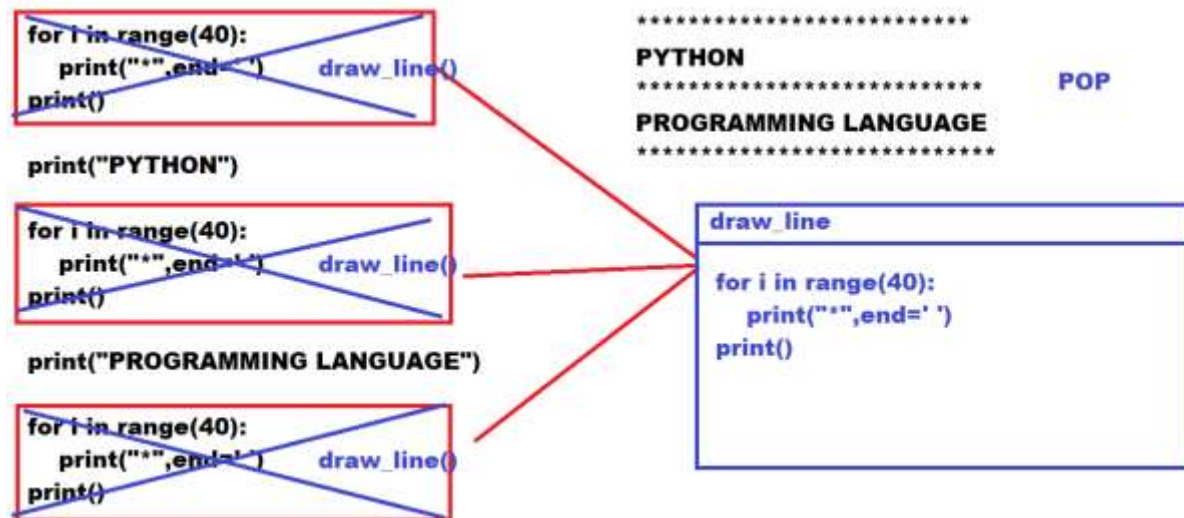 for i in range(40):
print("*",end=' ')
draw_line()
print()
print("PYTHON")
for i in range(40):
print("*",end=' ')
draw_line()
print()
print("PROGRAMMING LANGUAGE")
for i in range(40):
print("*",end=' ')
draw_line()
print()
**************************
PYTHON
***************************
POP
PROGRAMMING LANGUAGE
****************************
draw_line
for i in range(40):
print("*",end=' ')
print()